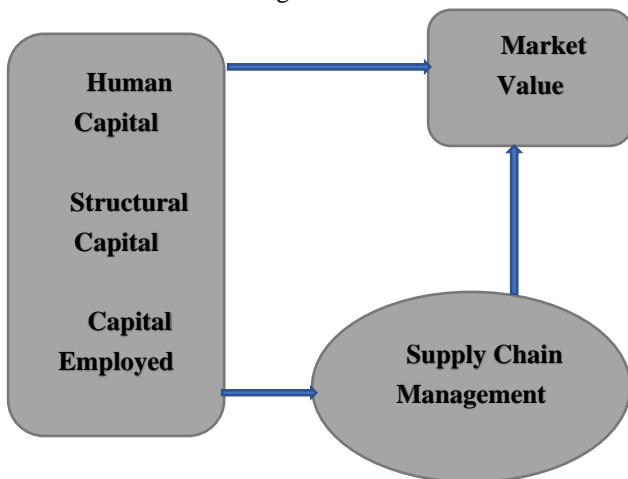 Human
Capital
Structural
Capital
Capital
Employed
Market
Value
Supply Chain
Management